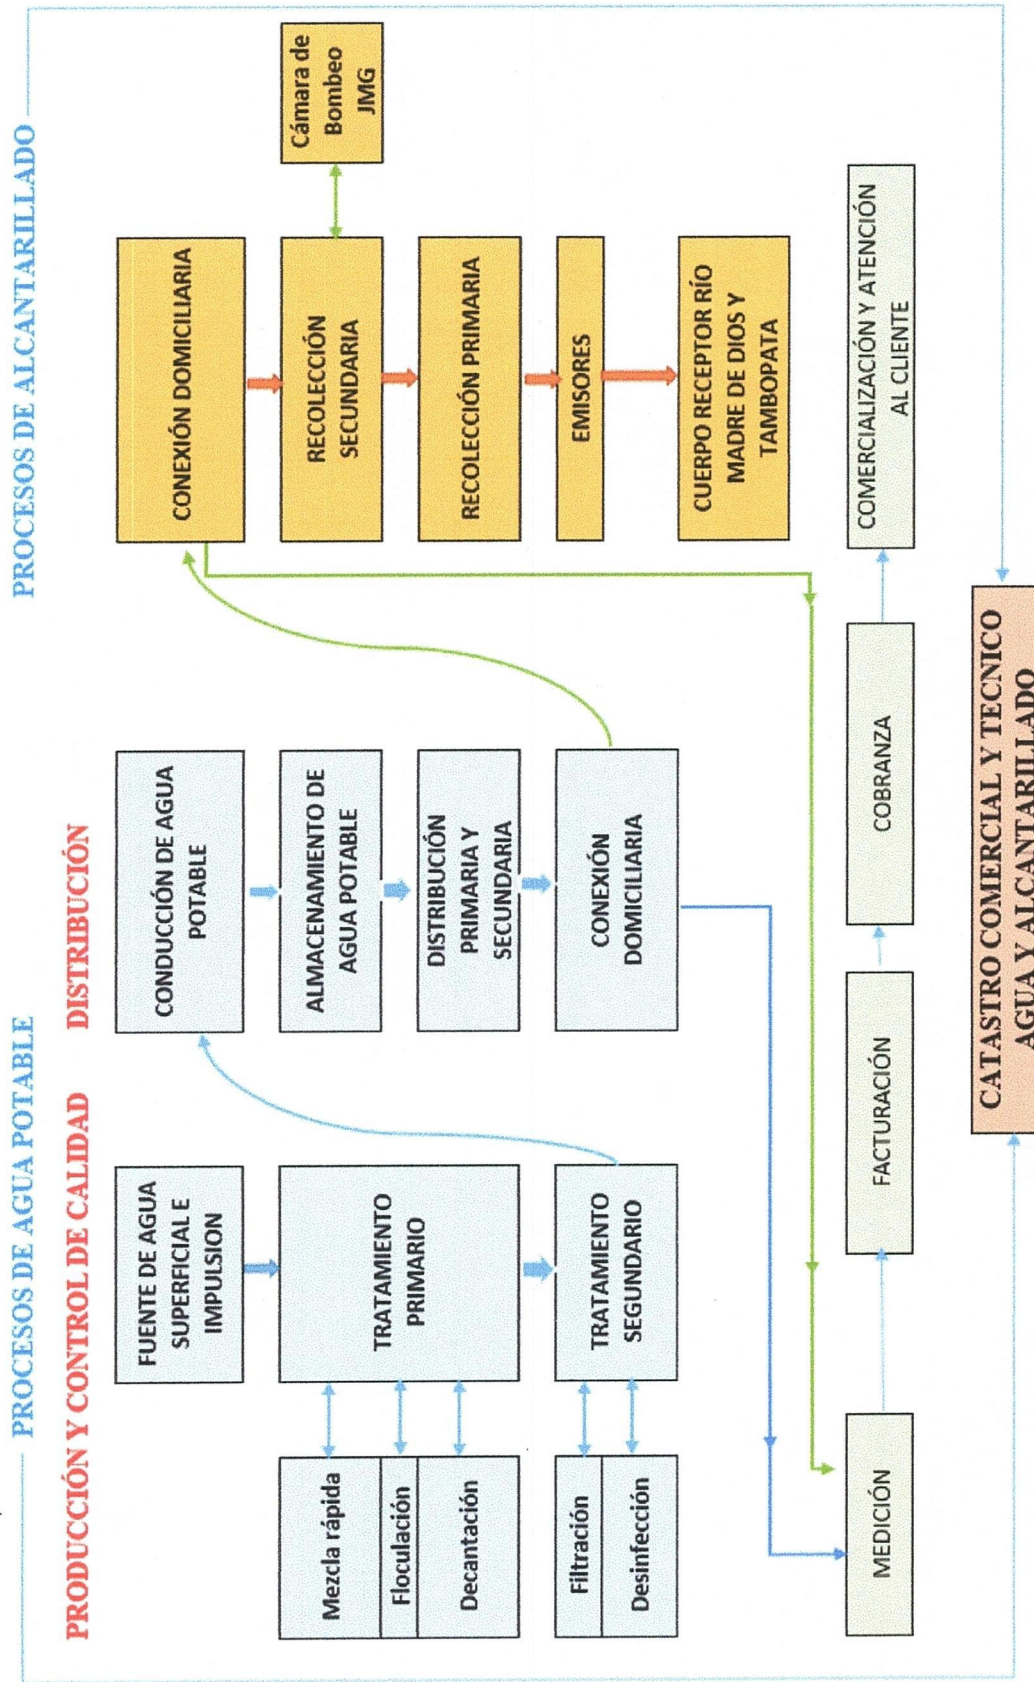 PROCESOS DE AGUA POTABLE
PROCESOS DE ALCANTARILLADO
PRODUCCIÓN Y CONTROL DE CALIDAD
DISTRIBUCIÓN
FUENTE DE AGUA
SUPERFICIAL E
IMPULSION
Mezcla rápida
Floculación
Decantación
TRATAMIENTO
PRIMARIO
Filtración
Desinfección
TRATAMIENTO
SEGUNDARIO
CONDUCCIÓN DE AGUA
POTABLE
ALMACENAMIENTO DE
AGUA POTABLE
DISTRIBUCIÓN
PRIMARIA Y
SECUNDARIA
CONEXIÓN
DOMICILIARIA
CONEXIÓN DOMICILIARIA
RECOLECCIÓN
SECUNDARIA
Cámara de
Bombeo
JMG
RECOLECCIÓN PRIMARIA
EMISORES
CUERPO RECEPTOR RÍO
MADRE DE DIOS Y
TAMBOPATA
MEDICIÓN
FACTURACIÓN
COBRANZA
COMERCIALIZACIÓN Y ATENCIÓN
AL CLIENTE
CATASTRO COMERCIAL Y TECNICO
AGUA Y ALCANTARILLADO